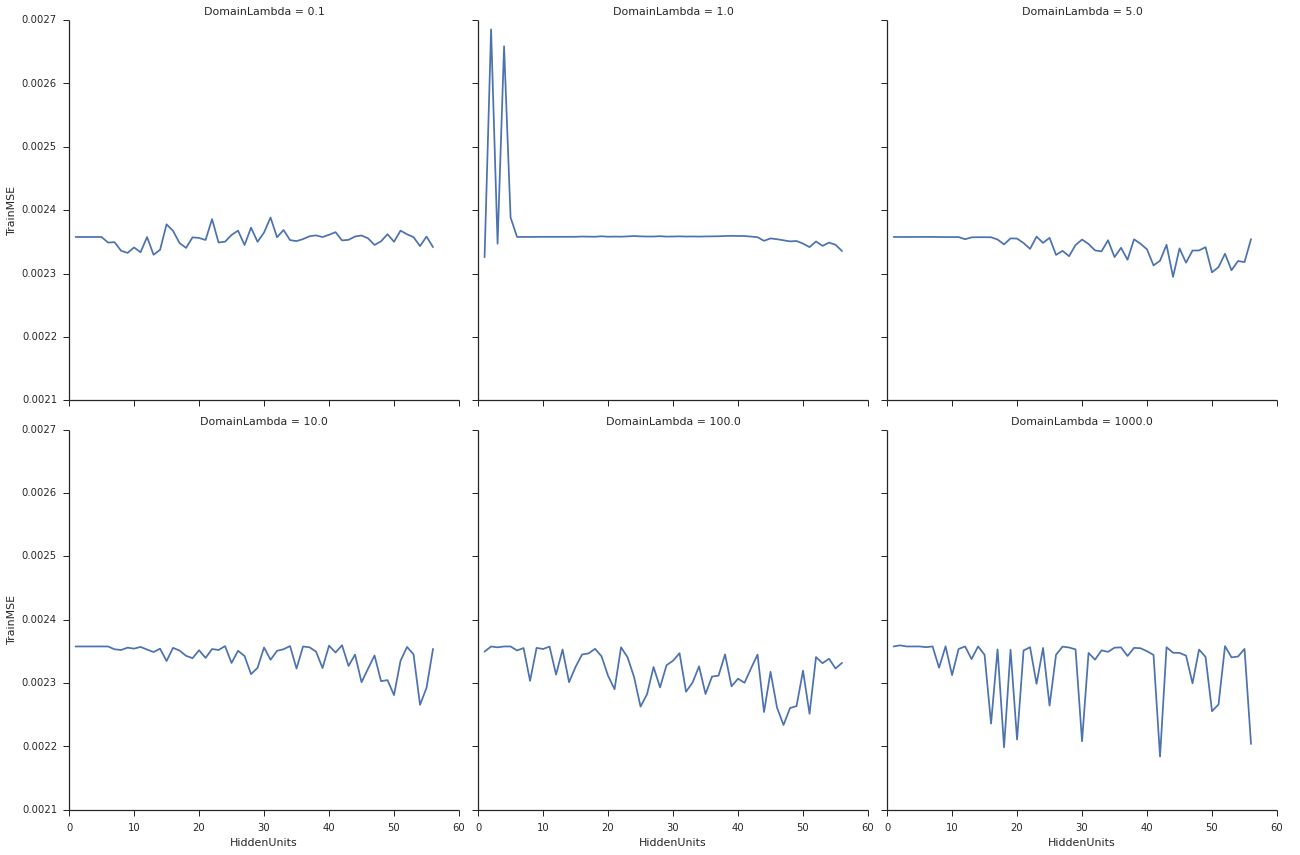 DomainLambda = 0.1
DomainLambda = 1.0
DomainLambda = 5.0
0.0027
0.0026
0.0025
0.0024
0.0023
0.0022
0.0021
TrainMSE
DomainLambda = 10.0
DomainLambda = 100.0
DomainLambda = 1000.0
0.0027
0.0026
0.0025
0.0024
0.0023
0.0022
0.0021
TrainMSE
0 10 20 30 40 50 60
0 10 20 30 40 50 60
0 10 20 30 40 50 60
HiddenUnits
HiddenUnits
HiddenUnits